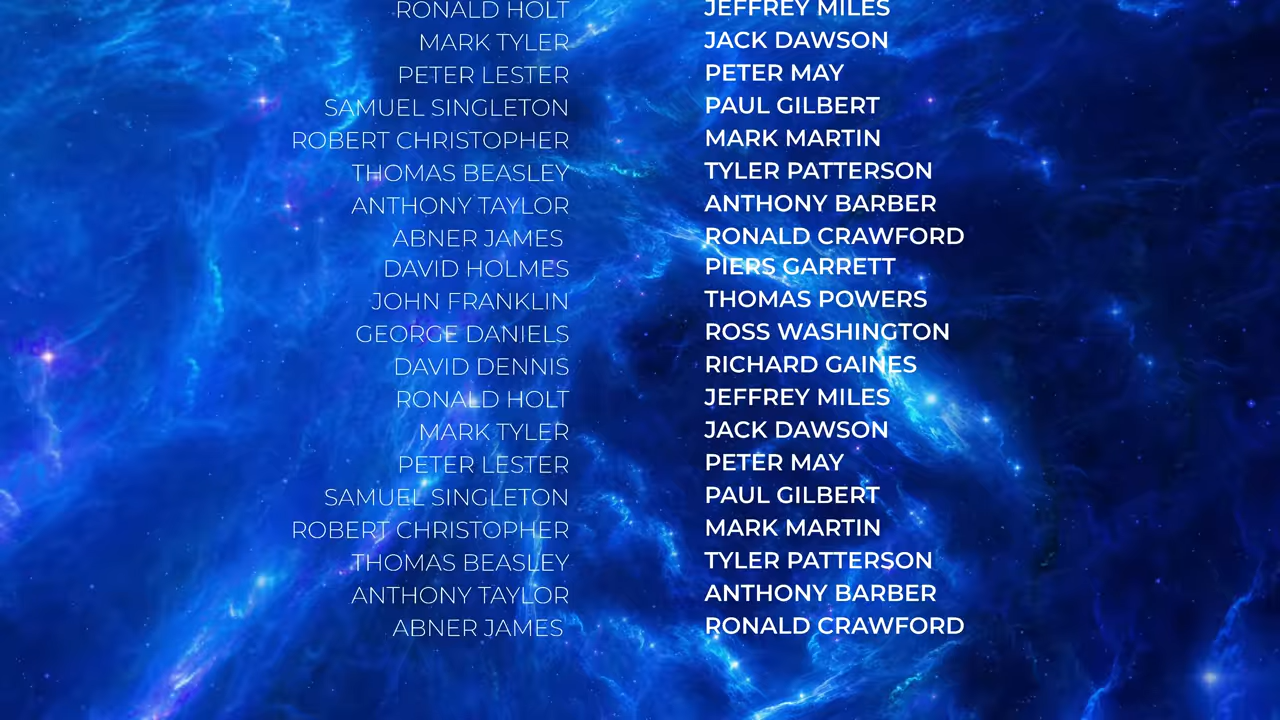 RONALD HOLT JEFFREY MILES
MARK TYLER JACK DAWSON
PETER LESTER PETER MAY
SAMUEL SINGLETON PAUL GILBERT
ROBERT CHRISTOPHER MARK MARTIN
THOMAS BEASLEY TYLER PATTERSON
ANTHONY TAYLOR ANTHONY BARBER
ABNER JAMES RONALD CRAWFORD
DAVID HOLMES PIERS GARRETT
JOHN FRANKLIN THOMAS POWERS
GEORGE DANIELS ROSS WASHINGTON
DAVID DENNIS RICHARD GAINES
RONALD HOLT JEFFREY MILES
MARK TYLER JACK DAWSON
PETER LESTER PETER MAY
SAMUEL SINGLETON PAUL GILBERT
ROBERT CHRISTOPHER MARK MARTIN
THOMAS BEASLEY TYLER PATTERSON
ANTHONY TAYLOR ANTHONY BARBER
ABNER JAMES RONALD CRAWFORD